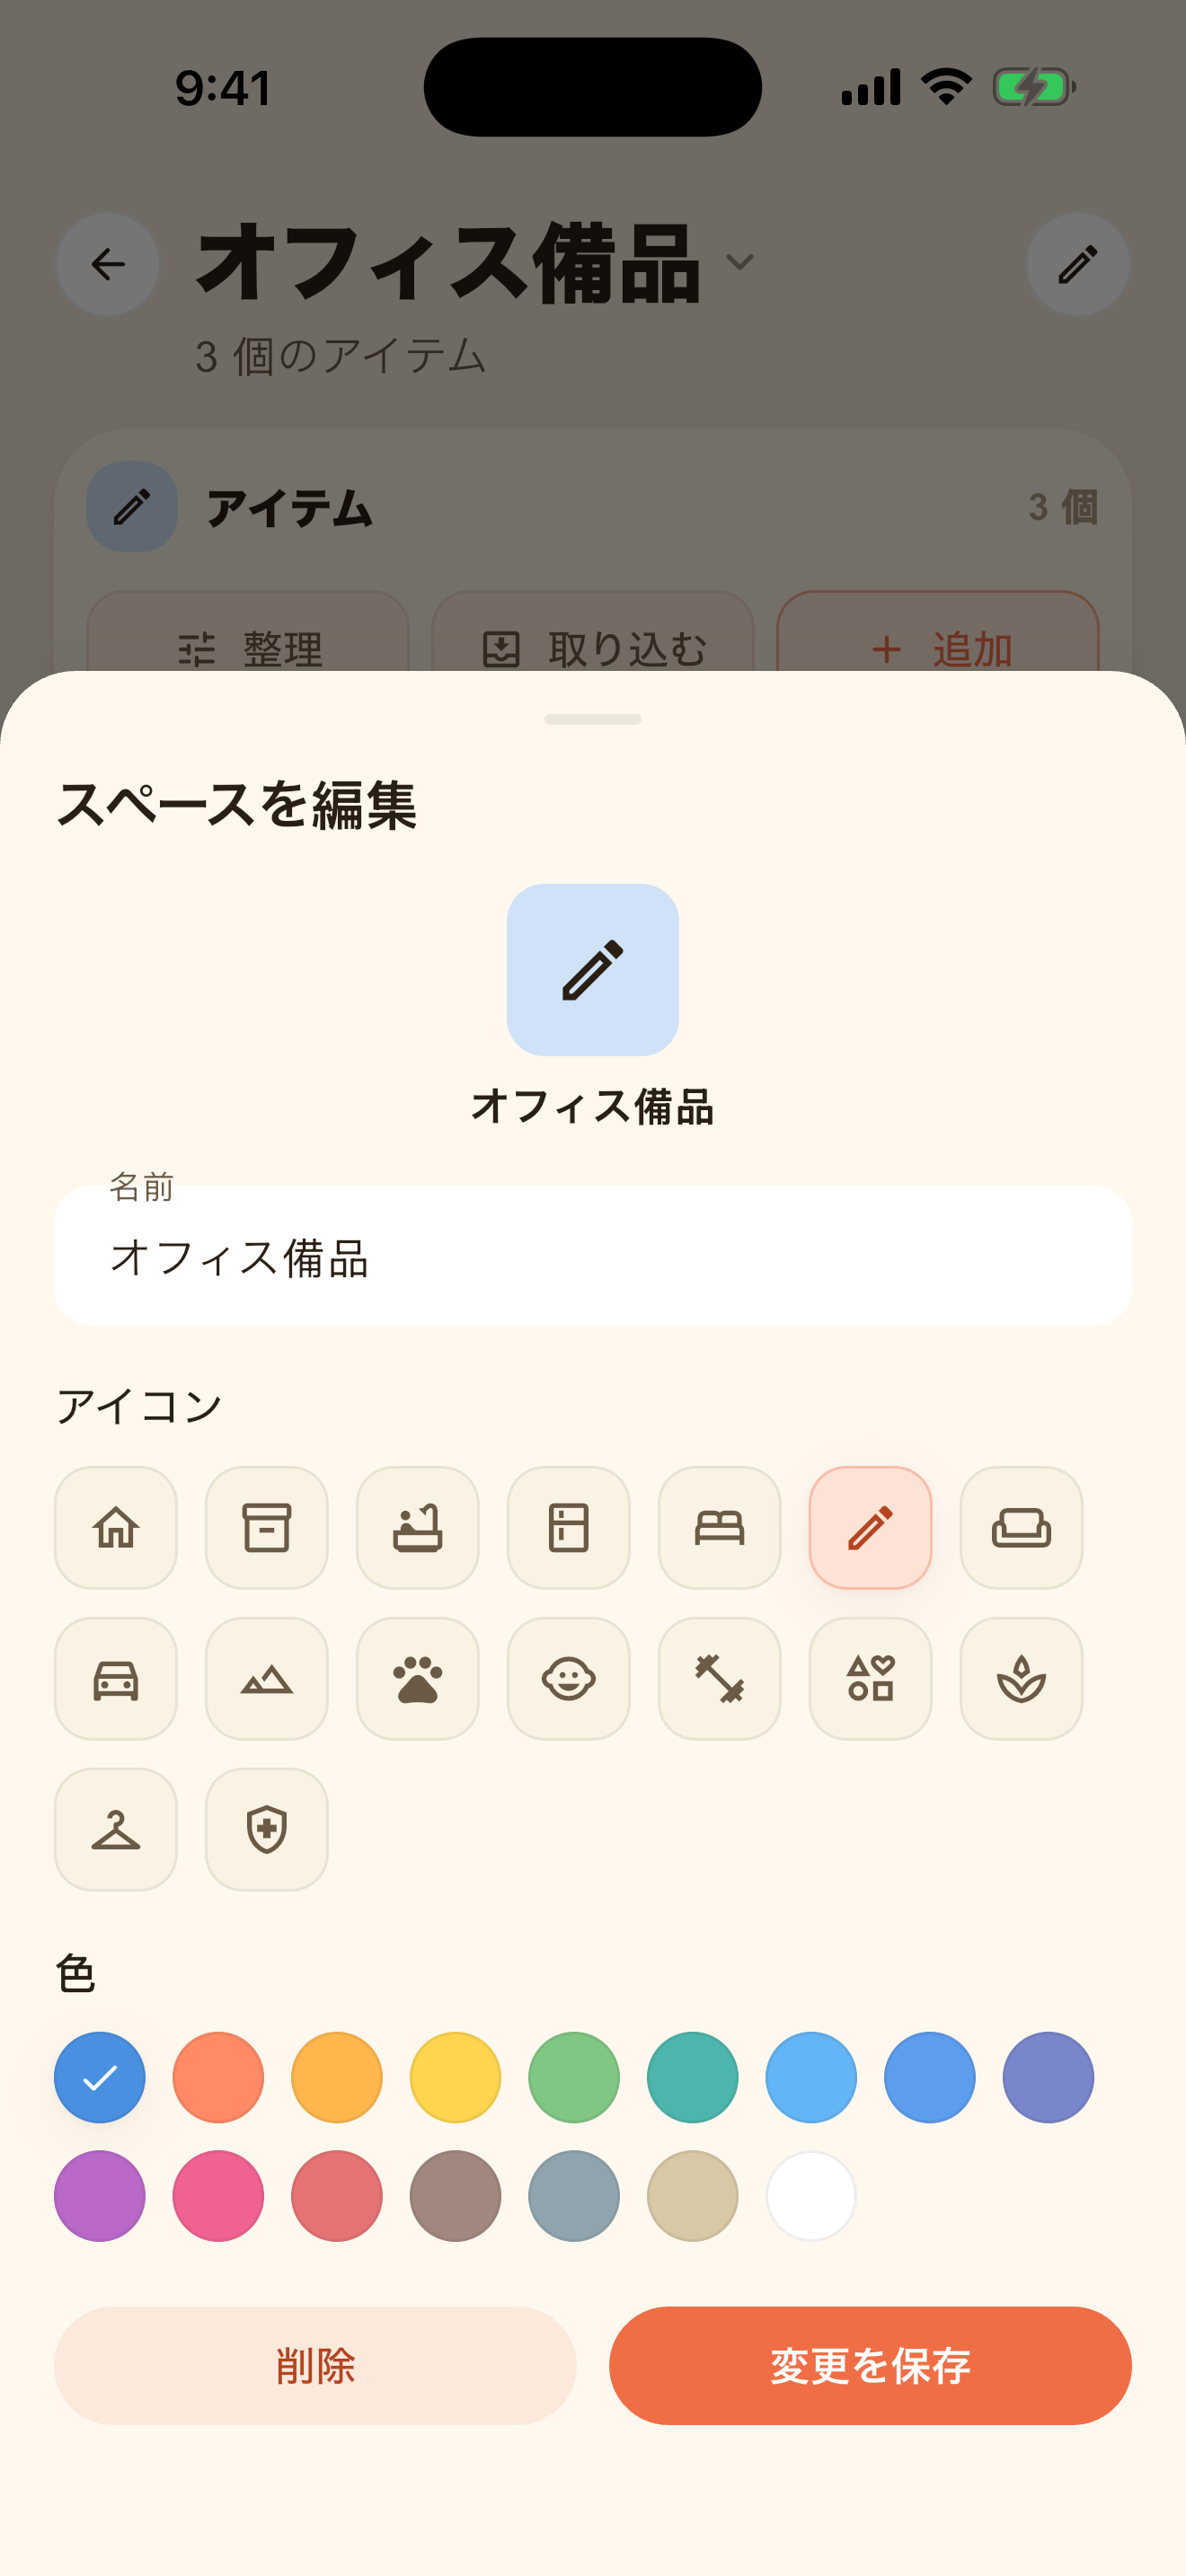 9:41
オフィス備品
3 個のアイテム
アイテム
3 個
整理
取り込む
追加
スペースを編集
オフィス備品
名前
オフィス備品
アイコン
色
削除
変更を保存